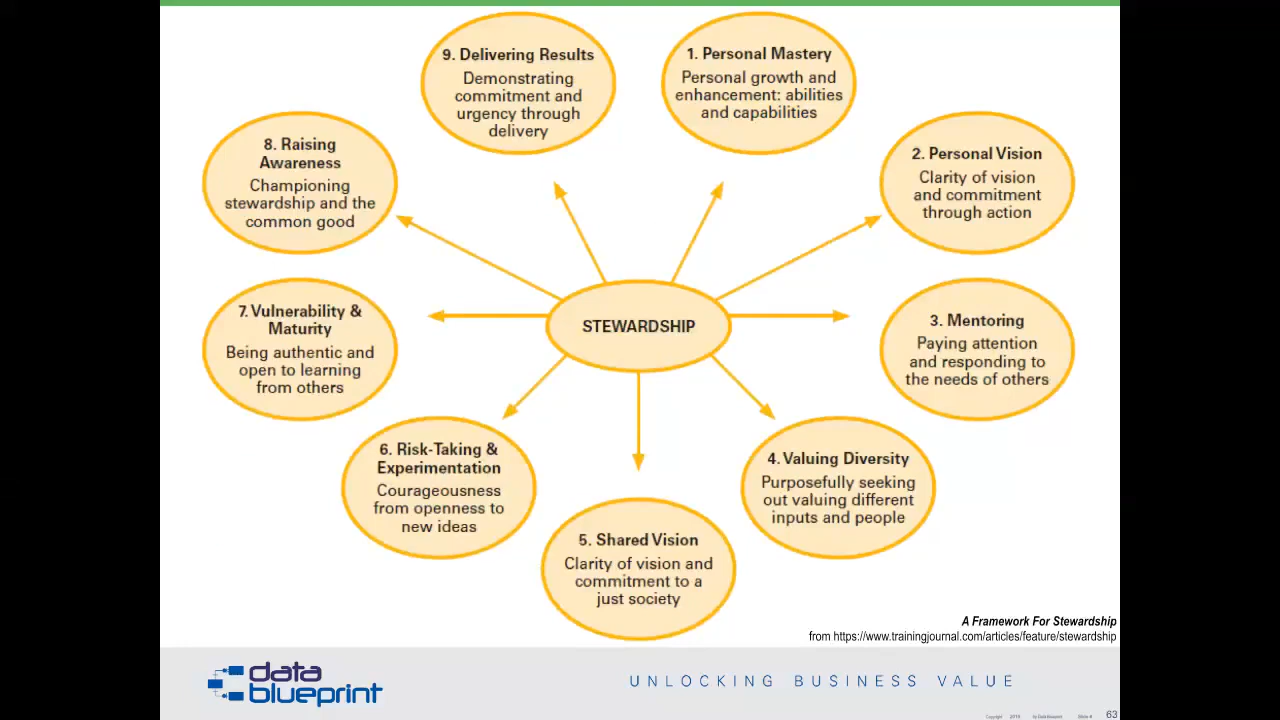 9. Delivering Results
Demonstrating
commitment and
urgency through
delivery
1. Personal Mastery
Personal growth and
enhancement: abilities
and capabilities
8. Raising
Awareness
Championing
stewardship and the
common good
2. Personal Vision
Clarity of vision
and commitment
through action
7. Vulnerability &
Maturity
Being authentic and
open to learning
from others
STEWARDSHIP
3. Mentoring
Paying attention
and responding to
the needs of others
6. Risk-Taking &
Experimentation
Courageousness
from openness to
new ideas
4. Valuing Diversity
Purposefully seeking
out valuing different
inputs and people
5. Shared Vision
Clarity of vision and
commitment to a
just society
A Framework For Stewardship
from https://www.trainingjournal.com/articles/feature/stewardship
data
blueprint
UNLOCKING BUSINESS VALUE
Copyright by Data Blueprint Slide # 63